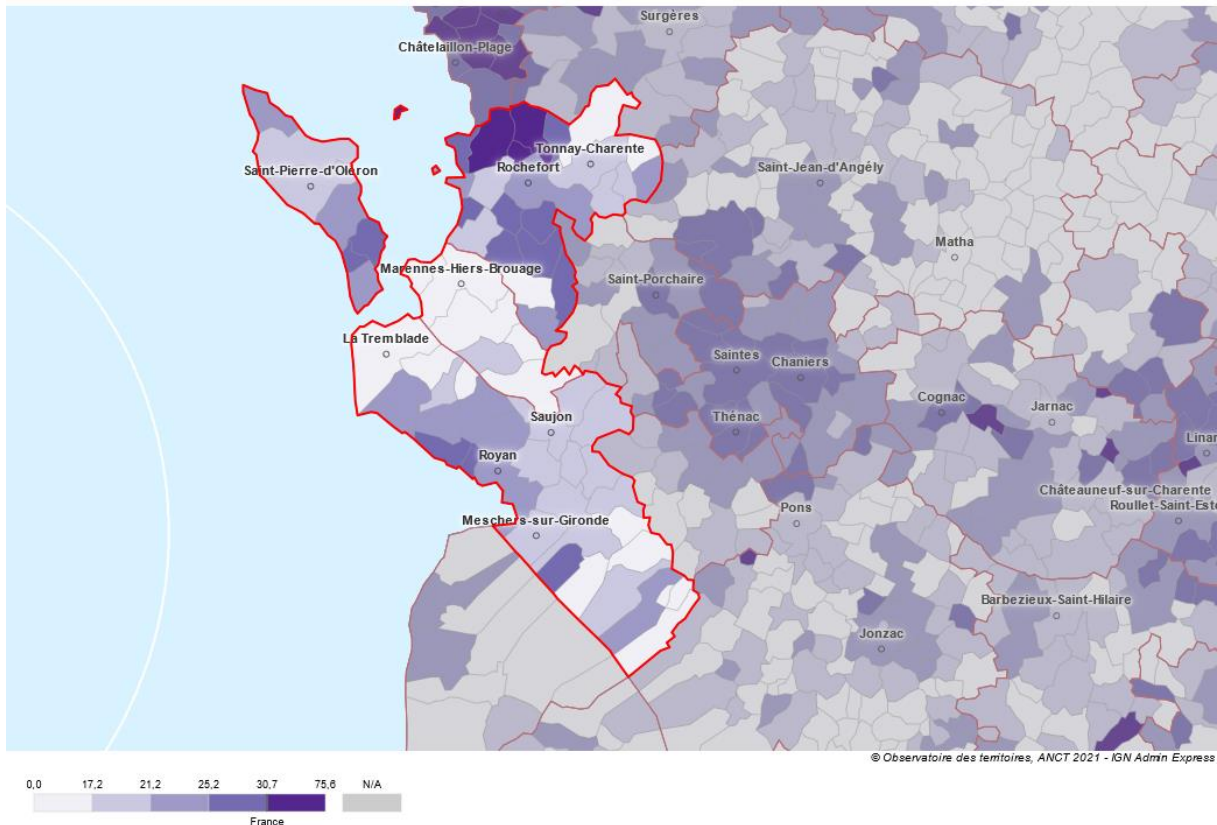 Surgères
Châtelaillon-Plage
Tonnay-Charente
Rochefort
Saint-Pierre-d'Oléron
Saint-Jean-d'Angély
Matha
Marennes-Hiers-Brouage
Saint-Porchaire
La Tremblade
Saintes
Chaniers
Cognac
Jarnac
Saujon
Thénac
Linar
Royan
Châteauneuf-sur-Charente
Roullet-Saint-Este
Pons
Meschers-sur-Gironde
Barbezieux-Saint-Hilaire
Jonzac
© Observatoire des territoires, ANCT 2021 - IGN Admin Express
0,0 17,2 21,2 25,2 30,7 75,6 N/A
France